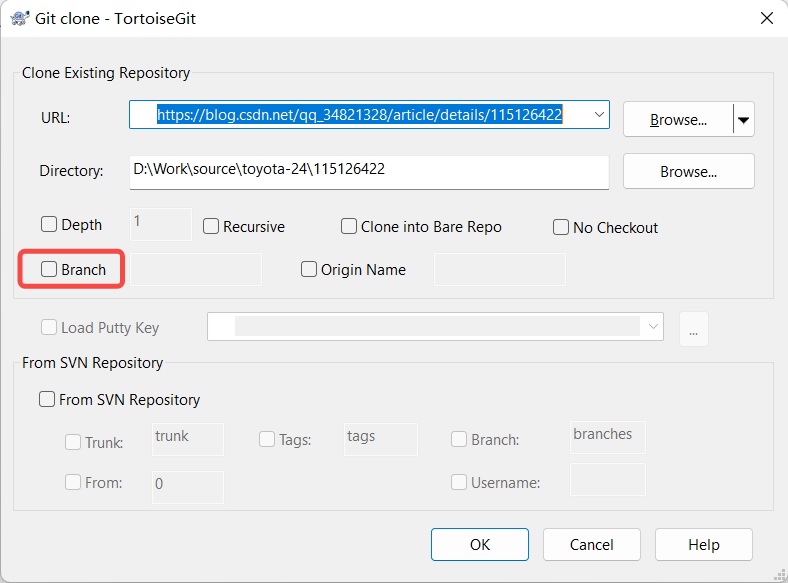 Git clone - TortoiseGit
Clone Existing Repository
URL: https://blog.csdn.net/qq_34821328/article/details/115126422 Browse...
Directory: D:\Work\source\toyota-24\115126422 Browse...
Depth 1 Recursive Clone into Bare Repo No Checkout
Branch Origin Name
Load Putty Key ...
From SVN Repository
From SVN Repository
Trunk: trunk Tags: tags Branch: branches
From: 0 Username:
OK Cancel Help